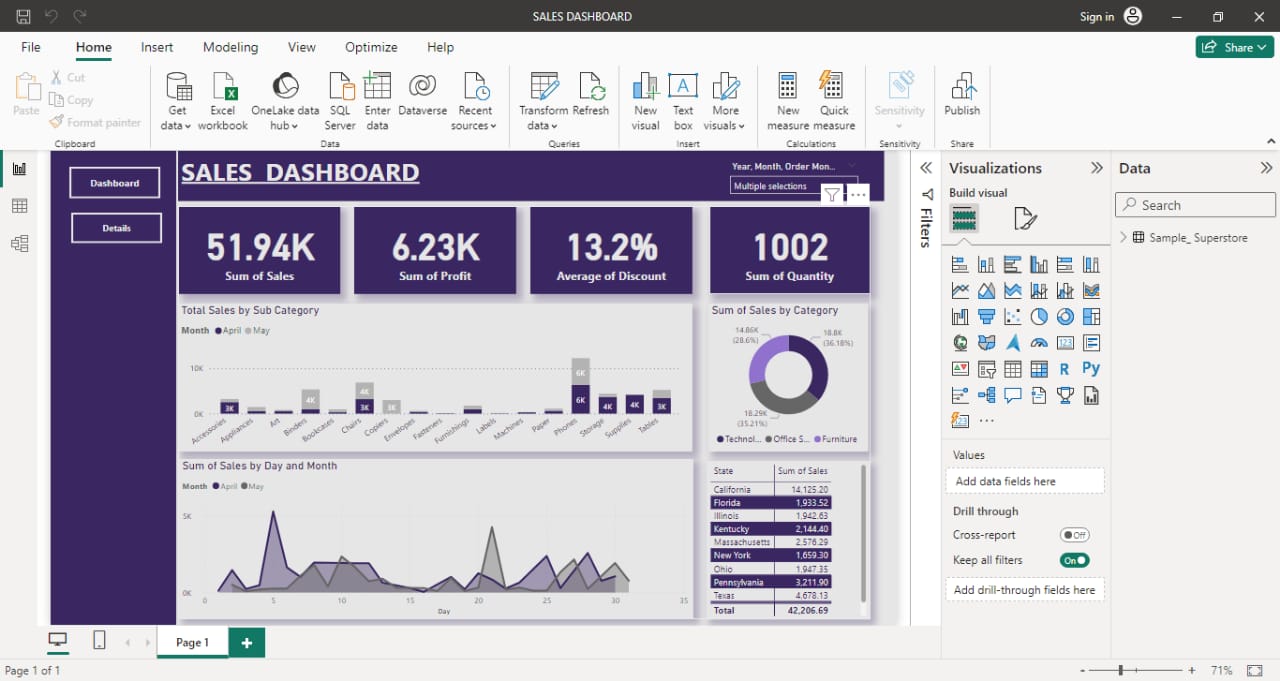 SALES DASHBOARD
Sign in
File Home Insert Modeling View Optimize Help
Share
Paste
Cut
Copy
Format painter
Clipboard
Get data
Excel workbook
OneLake data hub
SQL Server
Enter data
Dataverse
Recent sources
Data
Transform data
Refresh
Queries
New visual
Text box
More visuals
Insert
New measure
Quick measure
Calculations
Sensitivity
Sensitivity
Publish
Share
Dashboard
Details
SALES DASHBOARD
Year, Month, Order Mon...
Multiple selections
51.94K
Sum of Sales
6.23K
Sum of Profit
13.2%
Average of Discount
1002
Sum of Quantity
Total Sales by Sub Category
Month April May
10K
0K
3K
4K
4K
3K
3K
6K
6K
4K
4K
3K
Accessories
Appliances
Art
Binders
Bookcases
Chairs
Copiers
Envelopes
Fasteners
Furnishings
Labels
Machines
Paper
Phones
Storage
Supplies
Tables
Sum of Sales by Category
14.86K
(28.6%)
18.8K
(36.18%)
18.29K
(35.21%)
Technol... Office S... Furniture
Sum of Sales by Day and Month
Month April May
5K
0K
0 5 10 15 20 25 30 35
Day
State Sum of Sales
California 14,125.20
Florida 1,933.52
Illinois 1,942.63
Kentucky 2,144.40
Massachusetts 2,576.29
New York 1,659.30
Ohio 1,947.35
Pennsylvania 3,211.90
Texas 4,678.13
Total 42,206.69
Filters
Visualizations
Build visual
123
R Py
123
Values
Add data fields here
Drill through
Cross-report Off
Keep all filters On
Add drill-through fields here
Data
Search
Sample_ Superstore
Page 1
Page 1 of 1
- + 71%